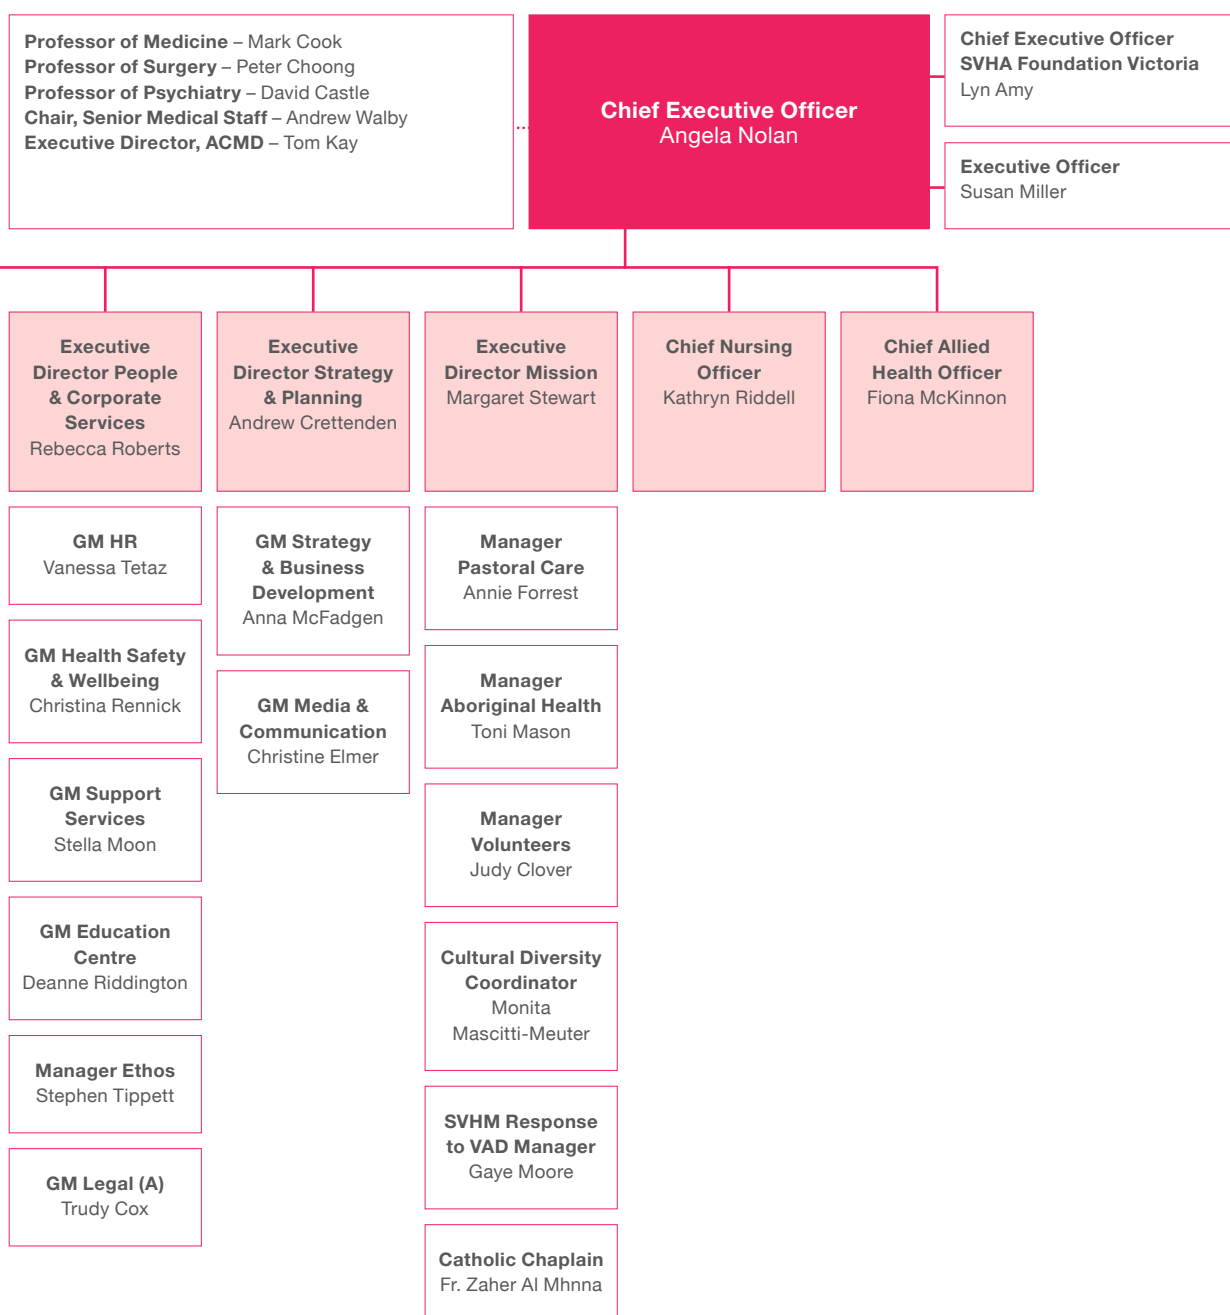 Professor of Medicine – Mark Cook
Professor of Surgery – Peter Choong
Professor of Psychiatry – David Castle
Chair, Senior Medical Staff – Andrew Walby
Executive Director, ACMD – Tom Kay
Chief Executive Officer
Angela Nolan
Chief Executive Officer
SVHA Foundation Victoria
Lyn Amy
Executive Officer
Susan Miller
Executive
Director People
& Corporate
Services
Rebecca Roberts
Executive
Director Strategy
& Planning
Andrew Crettenden
Executive
Director Mission
Margaret Stewart
Chief Nursing
Officer
Kathryn Riddell
Chief Allied
Health Officer
Fiona McKinnon
GM HR
Vanessa Tetaz
GM Health Safety
& Wellbeing
Christina Rennick
GM Support
Services
Stella Moon
GM Education
Centre
Deanne Riddington
Manager Ethos
Stephen Tippett
GM Legal (A)
Trudy Cox
GM Strategy
& Business
Development
Anna McFadgen
GM Media &
Communication
Christine Elmer
Manager
Pastoral Care
Annie Forrest
Manager
Aboriginal Health
Toni Mason
Manager
Volunteers
Judy Clover
Cultural Diversity
Coordinator
Monita
Mascitti-Meuter
SVHM Response
to VAD Manager
Gaye Moore
Catholic Chaplain
Fr. Zaher Al Mhnna